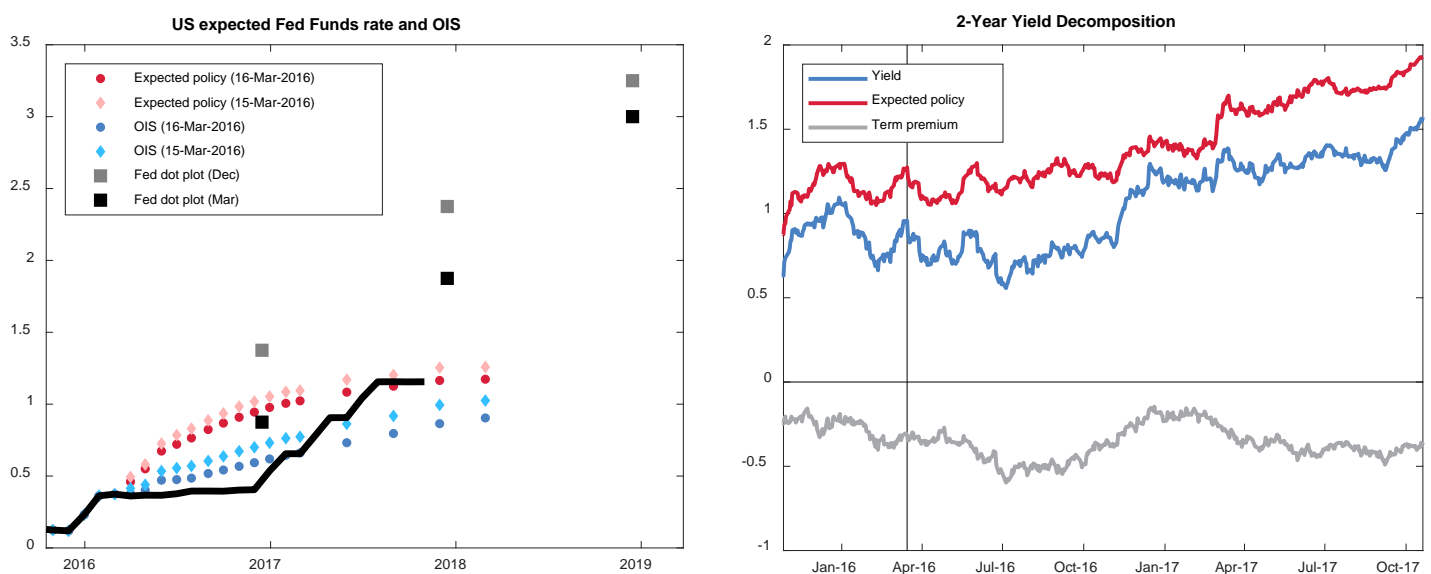 US expected Fed Funds rate and OIS
3.5
3
2.5
2
1.5
1
0.5
0
Expected policy (16-Mar-2016)
Expected policy (15-Mar-2016)
OIS (16-Mar-2016)
OIS (15-Mar-2016)
Fed dot plot (Dec)
Fed dot plot (Mar)
2016 2017 2018 2019
2-Year Yield Decomposition
2
1.5
1
0.5
0
-0.5
-1
Yield
Expected policy
Term premium
Jan-16 Apr-16 Jul-16 Oct-16 Jan-17 Apr-17 Jul-17 Oct-17